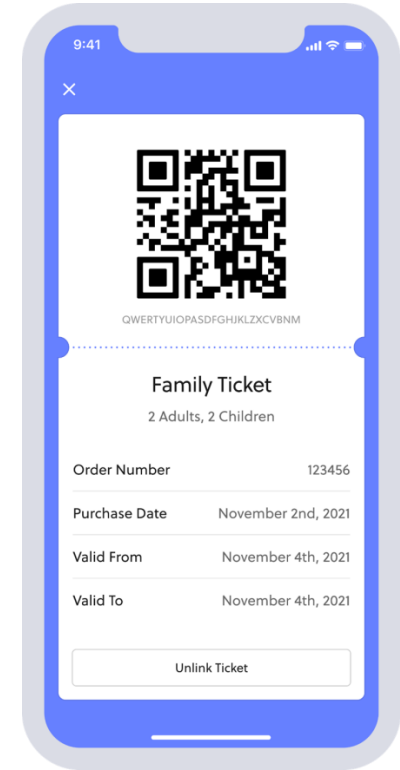 9:41
QWERTYUIOPASDFGHJKLZXCVBNM
Family Ticket
2 Adults, 2 Children
Order Number 123456
Purchase Date November 2nd, 2021
Valid From November 4th, 2021
Valid To November 4th, 2021
Unlink Ticket